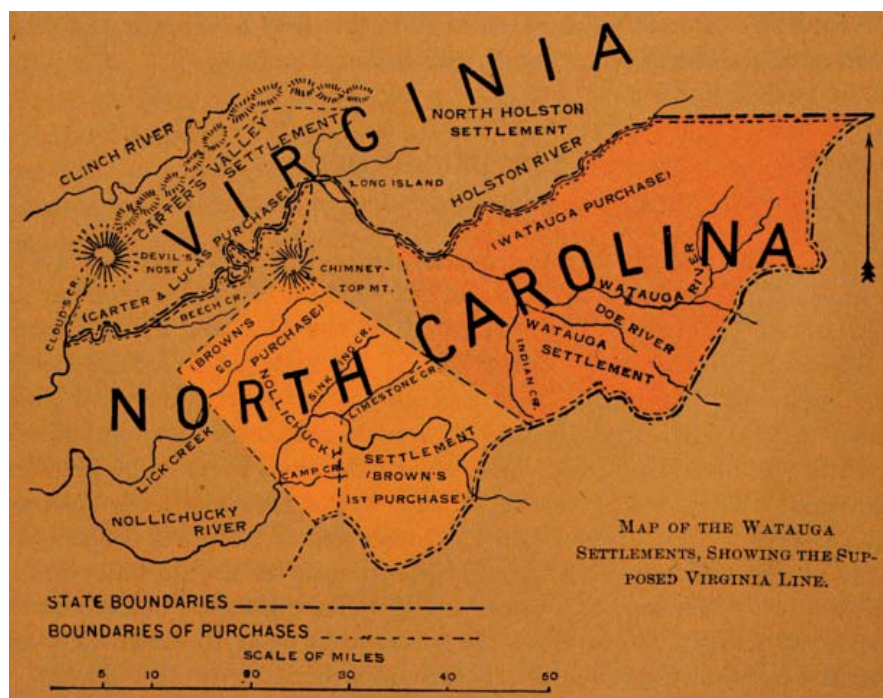 VIRGINIA
NORTH HOLSTON
SETTLEMENT
CLINCH RIVER
CARTER'S VALLEY
CARTER'S SETTLEMENT
HOLSTON RIVER
LONG ISLAND
(WATAUGA PURCHASE)
DEVIL'S
NOSE
(CARTER & LUCAS PURCHASE)
CHIMNEY-
TOP MT.
CLOUD'S CR.
BEECH CR.
NORTH CAROLINA
WATAUGA RIVER
DOE RIVER
WATAUGA
SETTLEMENT
INDIAN CR.
(BROWN'S
2D PURCHASE)
SINKING CR.
LIMESTONE CR.
NOLLICHUCKY
SETTLEMENT
(BROWN'S
1ST PURCHASE)
CAMP CR.
LICK CREEK
NOLLICHUCKY
RIVER
MAP OF THE WATAUGA
SETTLEMENTS, SHOWING THE SUP-
POSED VIRGINIA LINE.
STATE BOUNDARIES
BOUNDARIES OF PURCHASES
SCALE OF MILES
5 10 20 30 40 50